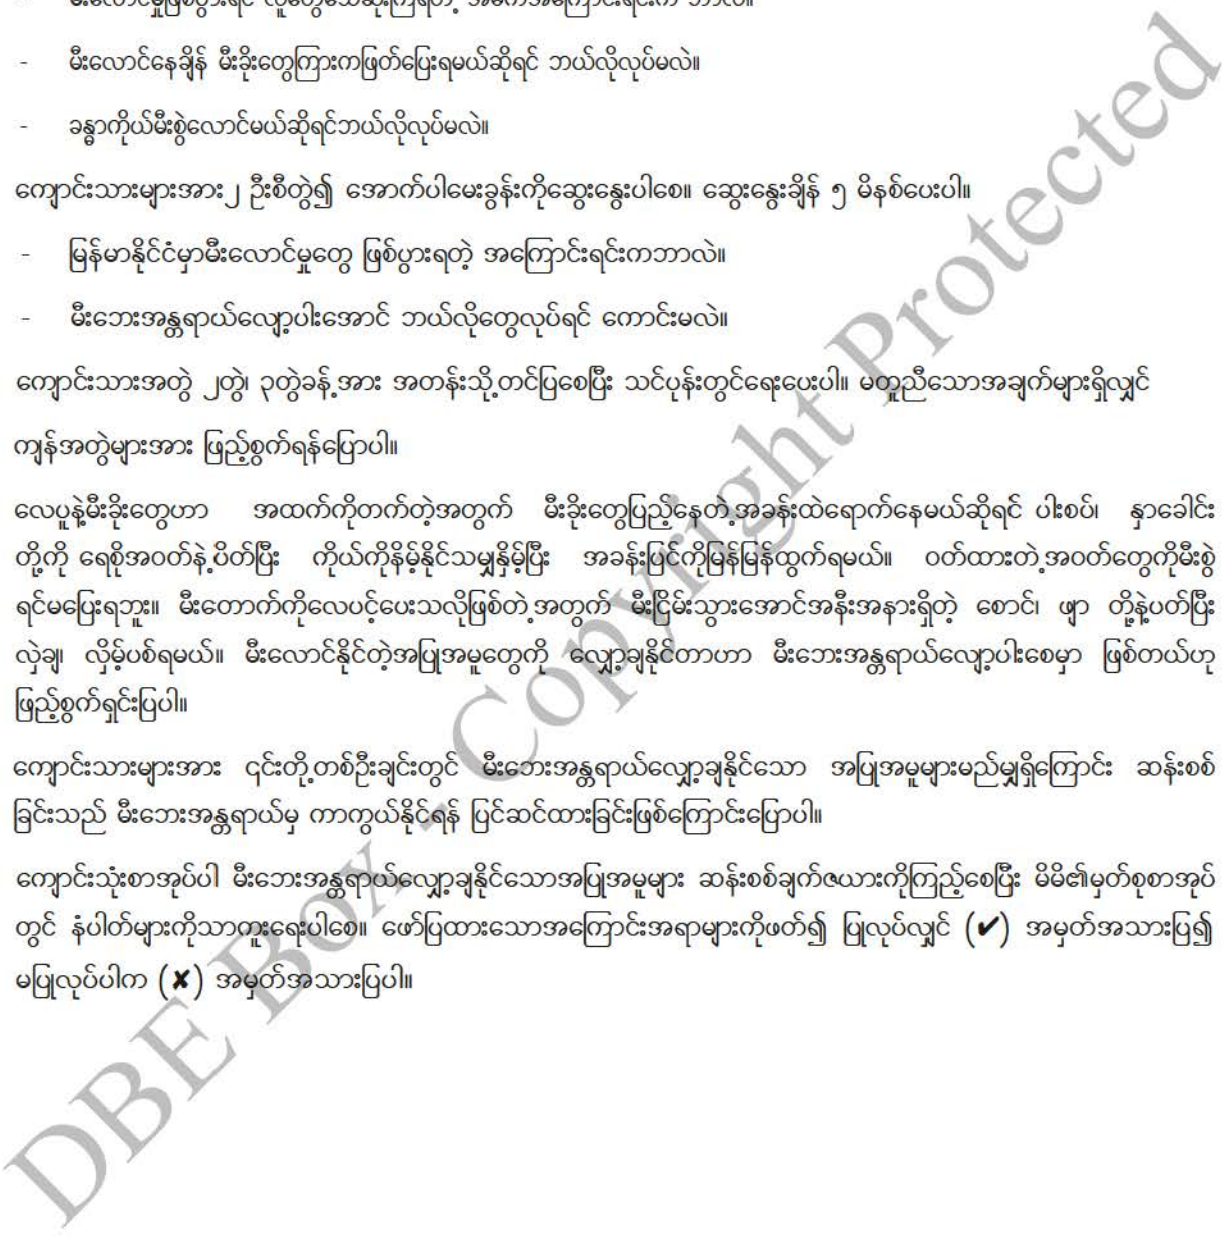 - မီးလောင်နေချိန် မီးခိုးတွေကြားကဖြတ်ပြေးရမယ်ဆိုရင် ဘယ်လိုလုပ်မလဲ။
- ခန္ဓာကိုယ်မီးစွဲလောင်မယ်ဆိုရင်ဘယ်လိုလုပ်မလဲ။
ကျောင်းသားများအား၂ ဦးစီတွဲ၍ အောက်ပါမေးခွန်းကိုဆွေးနွေးပါစေ။ ဆွေးနွေးချိန် ၅ မိနစ်ပေးပါ။
- မြန်မာနိုင်ငံမှာမီးလောင်မှုတွေ ဖြစ်ပွားရတဲ့ အကြောင်းရင်းကဘာလဲ။
- မီးဘေးအန္တရာယ်လျော့ပါးအောင် ဘယ်လိုတွေလုပ်ရင် ကောင်းမလဲ။
ကျောင်းသားအတွဲ ၂တွဲ၊ ၃တွဲခန့်အား အတန်းသို့တင်ပြစေပြီး သင်ပုန်းတွင်ရေးပေးပါ။ မတူညီသောအချက်များရှိလျှင်
ကျန်အတွဲများအား ဖြည့်စွက်ရန်ပြောပါ။
လေပူနဲ့မီးခိုးတွေဟာ အထက်ကိုတက်တဲ့အတွက် မီးခိုးတွေပြည့်နေတဲ့အခန်းထဲရောက်နေမယ်ဆိုရင် ပါးစပ်၊ နှာခေါင်း
တို့ကို ရေစိုအဝတ်နဲ့ပိတ်ပြီး ကိုယ်ကိုနိမ့်နိုင်သမျှနှိမ့်ပြီး အခန်းပြင်ကိုမြန်မြန်ထွက်ရမယ်။ ဝတ်ထားတဲ့အဝတ်တွေကိုမီးစွဲ
ရင်မပြေးရဘူး။ မီးတောက်ကိုလေပင့်ပေးသလိုဖြစ်တဲ့အတွက် မီးငြိမ်းသွားအောင်အနီးအနားရှိတဲ့ စောင်၊ ဖျာ တို့နဲ့ပတ်ပြီး
လှဲချ၊ လှိမ့်ပစ်ရမယ်။ မီးလောင်နိုင်တဲ့အပြုအမူတွေကို လျှော့ချနိုင်တာဟာ မီးဘေးအန္တရာယ်လျော့ပါးစေမှာ ဖြစ်တယ်ဟု
ဖြည့်စွက်ရှင်းပြပါ။
ကျောင်းသားများအား ၎င်းတို့တစ်ဦးချင်းတွင် မီးဘေးအန္တရာယ်လျှော့ချနိုင်သော အပြုအမူများမည်မျှရှိကြောင်း ဆန်းစစ်
ခြင်းသည် မီးဘေးအန္တရာယ်မှ ကာကွယ်နိုင်ရန် ပြင်ဆင်ထားခြင်းဖြစ်ကြောင်းပြောပါ။
ကျောင်းသုံးစာအုပ်ပါ မီးဘေးအန္တရာယ်လျှော့ချနိုင်သောအပြုအမူများ ဆန်းစစ်ချက်ဇယားကိုကြည့်စေပြီး မိမိ၏မှတ်စုစာအုပ်
တွင် နံပါတ်များကိုသာကူးရေးပါစေ။ ဖော်ပြထားသောအကြောင်းအရာများကိုဖတ်၍ ပြုလုပ်လျှင် (✔) အမှတ်အသားပြ၍
မပြုလုပ်ပါက (✘) အမှတ်အသားပြပါ။
DBE Box - Copyright Protected